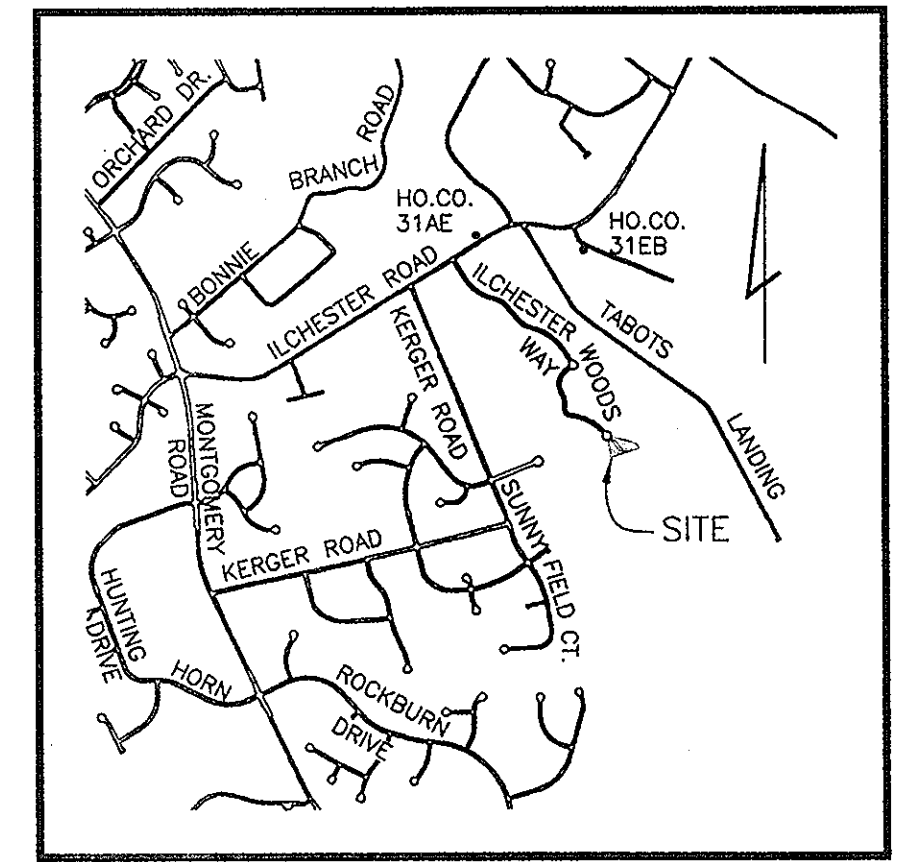 ORCHARD DR.
BRANCH
ROAD
BONNIE
HO.CO.
31AE
HO.CO.
31EB
ILCHESTER ROAD
ILCHESTER WOODS
WAY
TABOTS
LANDING
KERGER ROAD
MONTGOMERY
ROAD
SITE
SUNNY FIELD CT.
KERGER ROAD
HUNTING
DRIVE
HORN
ROCKBURN
DRIVE